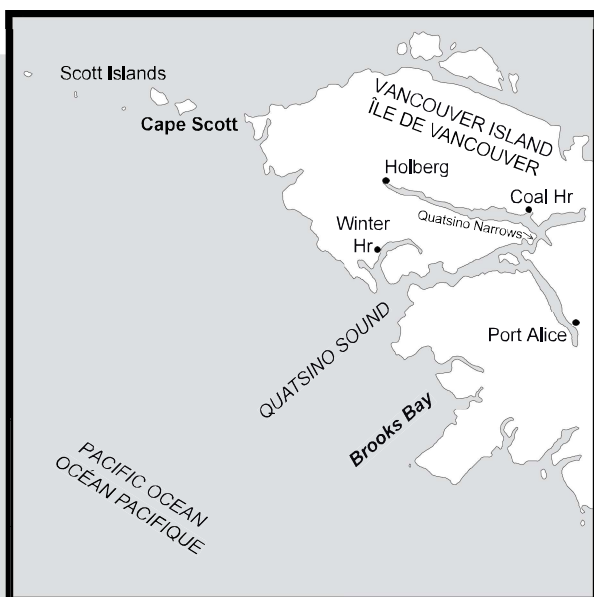 Scott Islands
Cape Scott
VANCOUVER ISLAND
ÎLE DE VANCOUVER
Holberg
Coal Hr
Quatsino Narrows
Winter
Hr
Port Alice
QUATSINO SOUND
Brooks Bay
PACIFIC OCEAN
OCÉAN PACIFIQUE